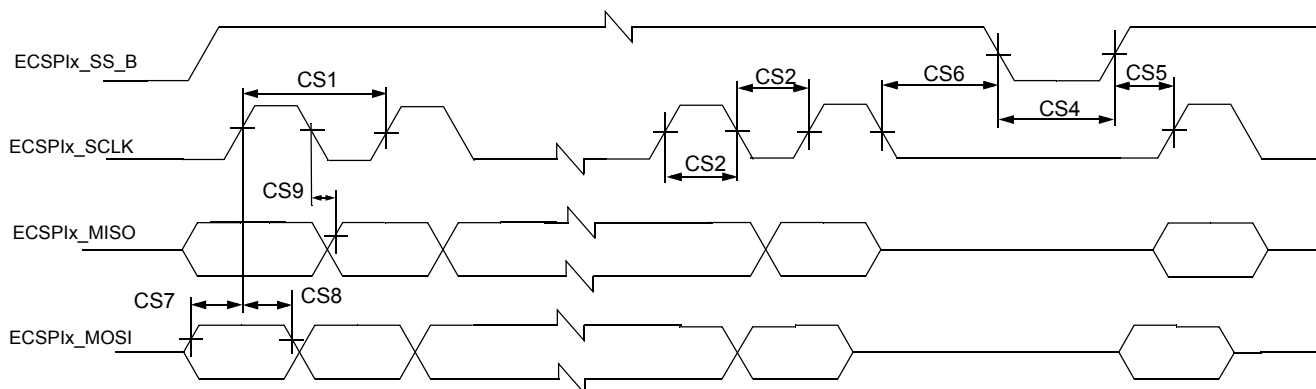 ECSPIx_SS_B
CS1
CS2
CS6
CS5
CS4
ECSPIx_SCLK
CS2
CS9
ECSPIx_MISO
CS7
CS8
ECSPIx_MOSI